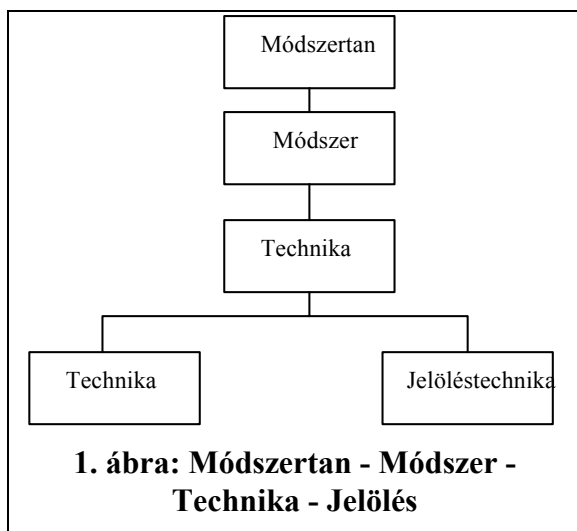 Módszertan
Módszer
Technika
Technika
Jelöléstechnika
1. ábra: Módszertan - Módszer -
Technika - Jelölés